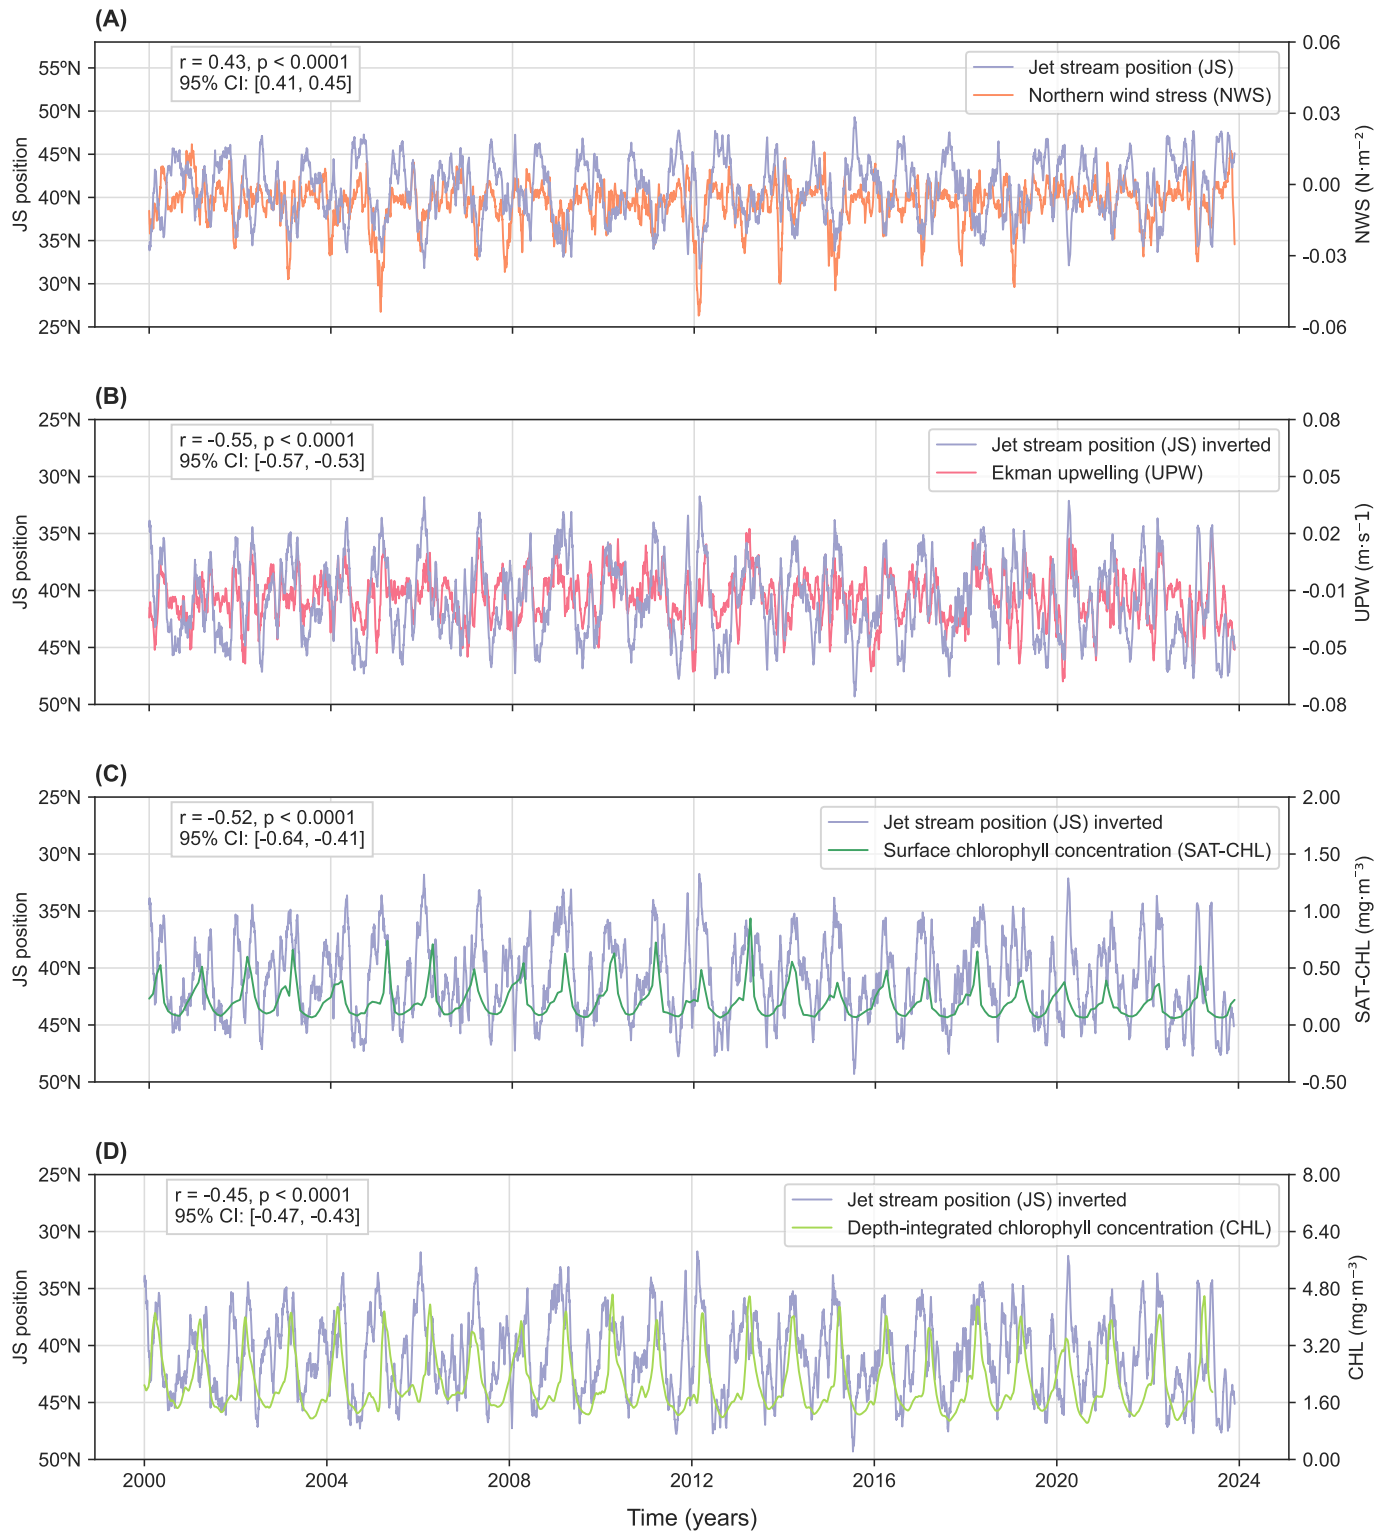 (A)
r = 0.43, p < 0.0001
95% CI: [0.41, 0.45]
Jet stream position (JS)
Northern wind stress (NWS)
55ºN
50ºN
45ºN
40ºN
35ºN
30ºN
25ºN
JS position
0.06
0.03
0.00
-0.03
-0.06
NWS (N·m⁻²)
(B)
r = -0.55, p < 0.0001
95% CI: [-0.57, -0.53]
Jet stream position (JS) inverted
Ekman upwelling (UPW)
25ºN
30ºN
35ºN
40ºN
45ºN
50ºN
JS position
0.08
0.05
0.02
-0.01
-0.05
-0.08
UPW (m·s−1)
(C)
r = -0.52, p < 0.0001
95% CI: [-0.64, -0.41]
Jet stream position (JS) inverted
Surface chlorophyll concentration (SAT-CHL)
25ºN
30ºN
35ºN
40ºN
45ºN
50ºN
JS position
2.00
1.50
1.00
0.50
0.00
-0.50
SAT-CHL (mg·m⁻³)
(D)
r = -0.45, p < 0.0001
95% CI: [-0.47, -0.43]
Jet stream position (JS) inverted
Depth-integrated chlorophyll concentration (CHL)
25ºN
30ºN
35ºN
40ºN
45ºN
50ºN
JS position
8.00
6.40
4.80
3.20
1.60
0.00
CHL (mg·m⁻³)
2000 2004 2008 2012 2016 2020 2024
Time (years)